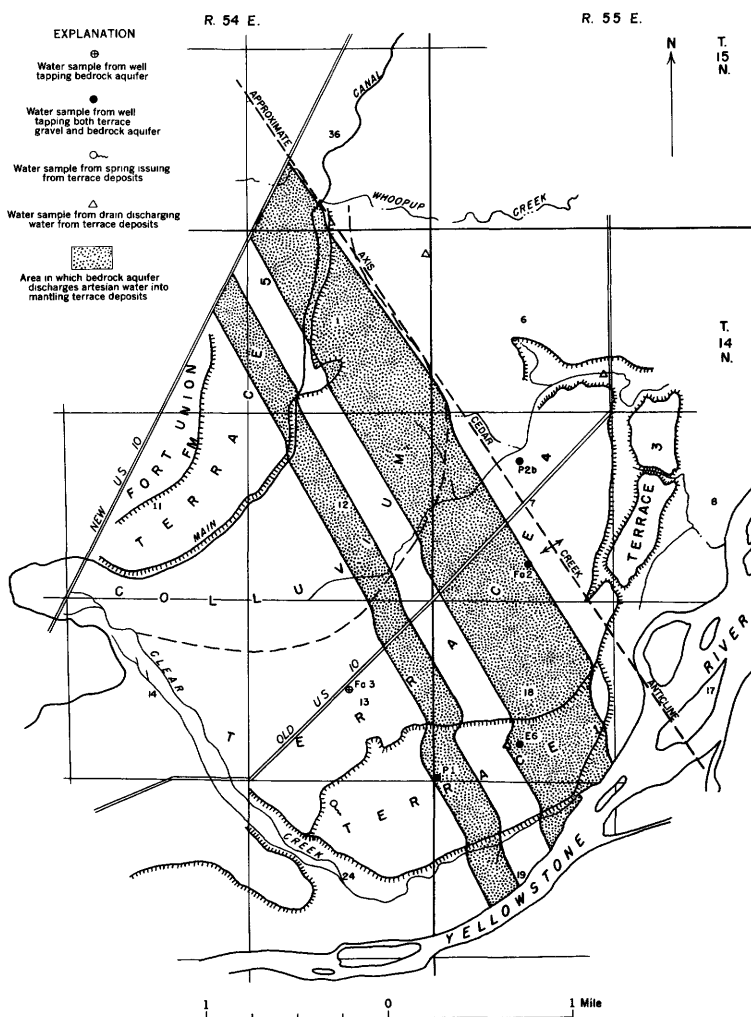 R. 54 E.
R. 55 E.
EXPLANATION
Water sample from well
tapping bedrock aquifer
Water sample from well
tapping both terrace
gravel and bedrock aquifer
Water sample from spring issuing
from terrace deposits
Water sample from drain discharging
water from terrace deposits
Area in which bedrock aquifer
discharges artesian water into
mantling terrace deposits
N
T.
15
N.
CANAL
APPROXIMATE
36
WHOOPUP
CREEK
AXIS
5
1
6
T.
14
N.
TERRACE
FORT UNION
FM
NEW US 10
11
TERRAC
MAIN
CEDAR
4
P2b
3
12
7
8
TERRACE
CREEK
Fa2
COLLUVIUM
CLEAR
14
OLD US 10
Fa 3
13
18
17
RIVER
ANTICLINE
TERRACE
E6
P1
TERRACE
CREEK
24
19
YELLOWSTONE
1
0
1 Mile